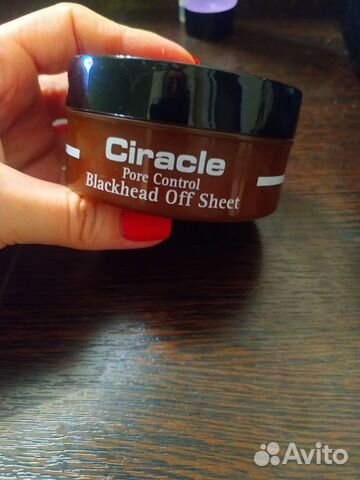 Ciracle
Pore Control
Blackhead Off Sheet
Avito